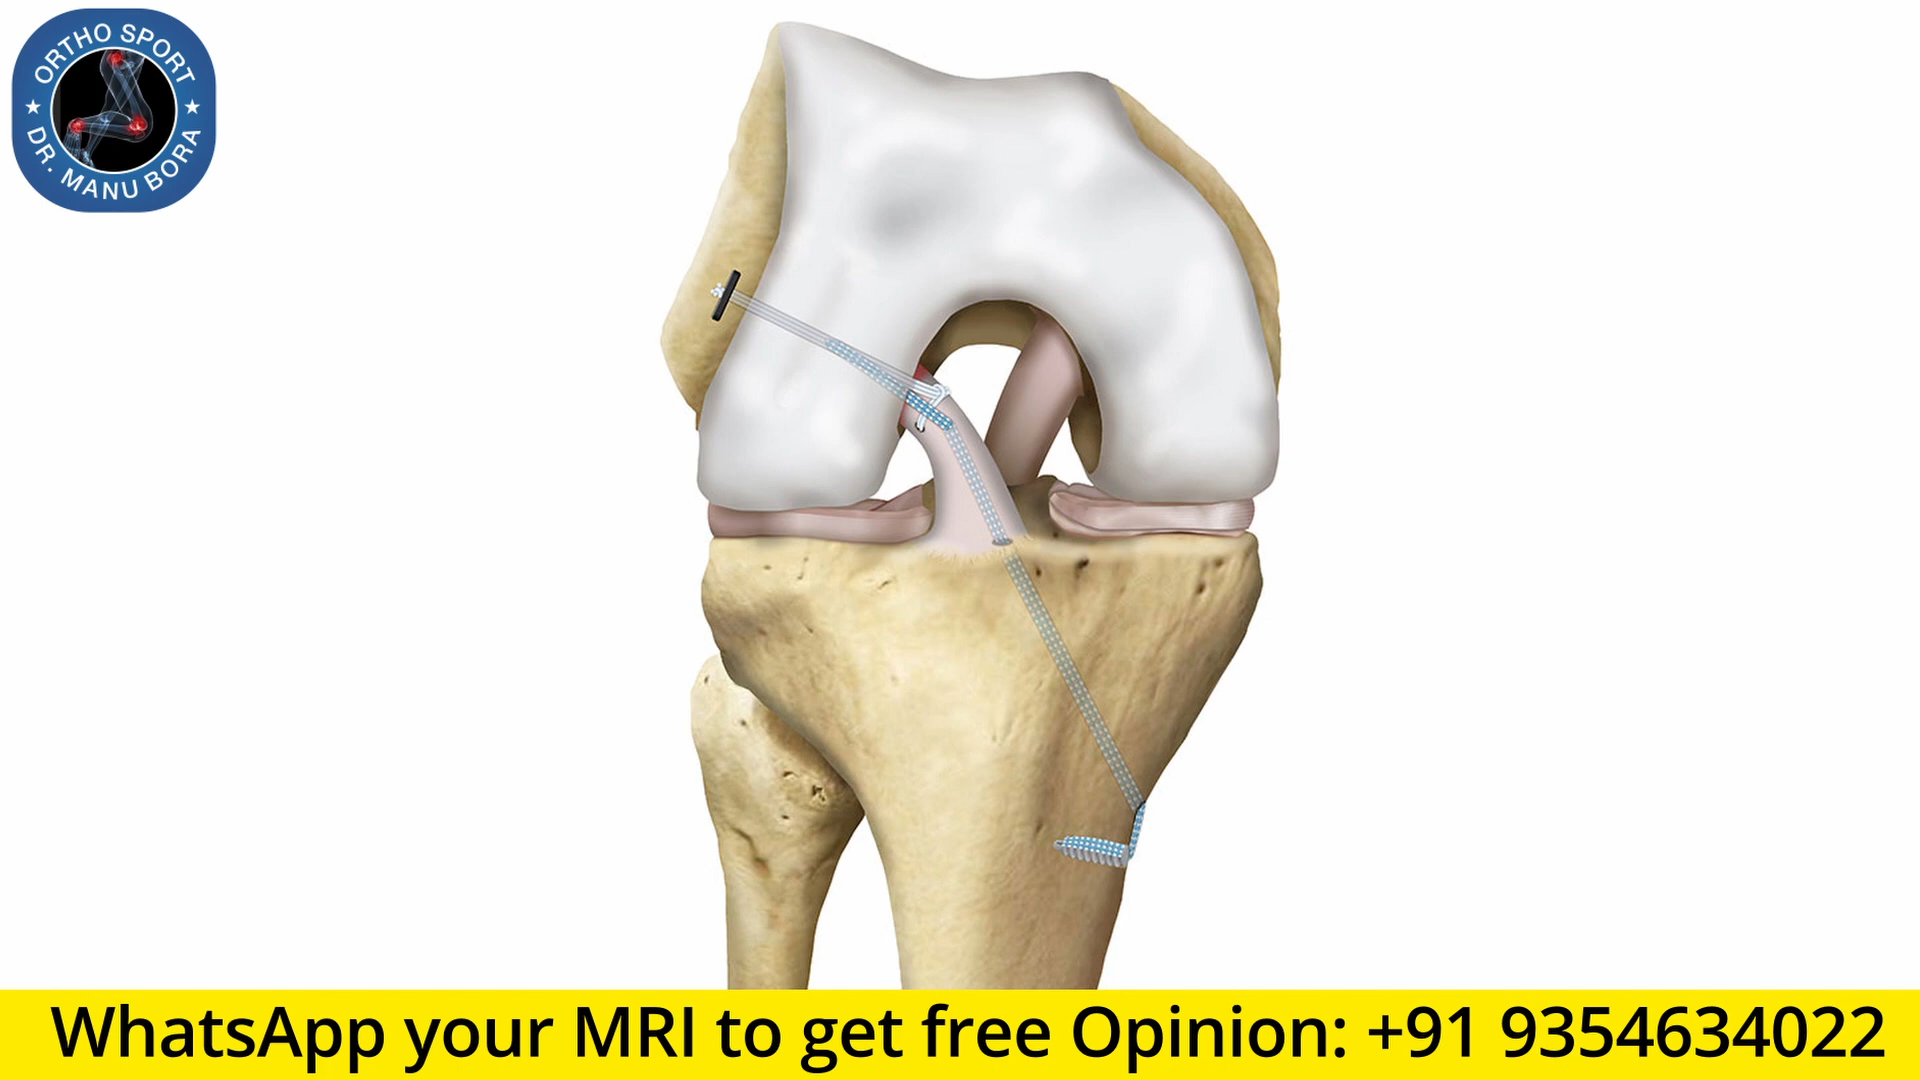 ORTHO SPORT
DR. MANU BORA
WhatsApp your MRI to get free Opinion: +91 9354634022